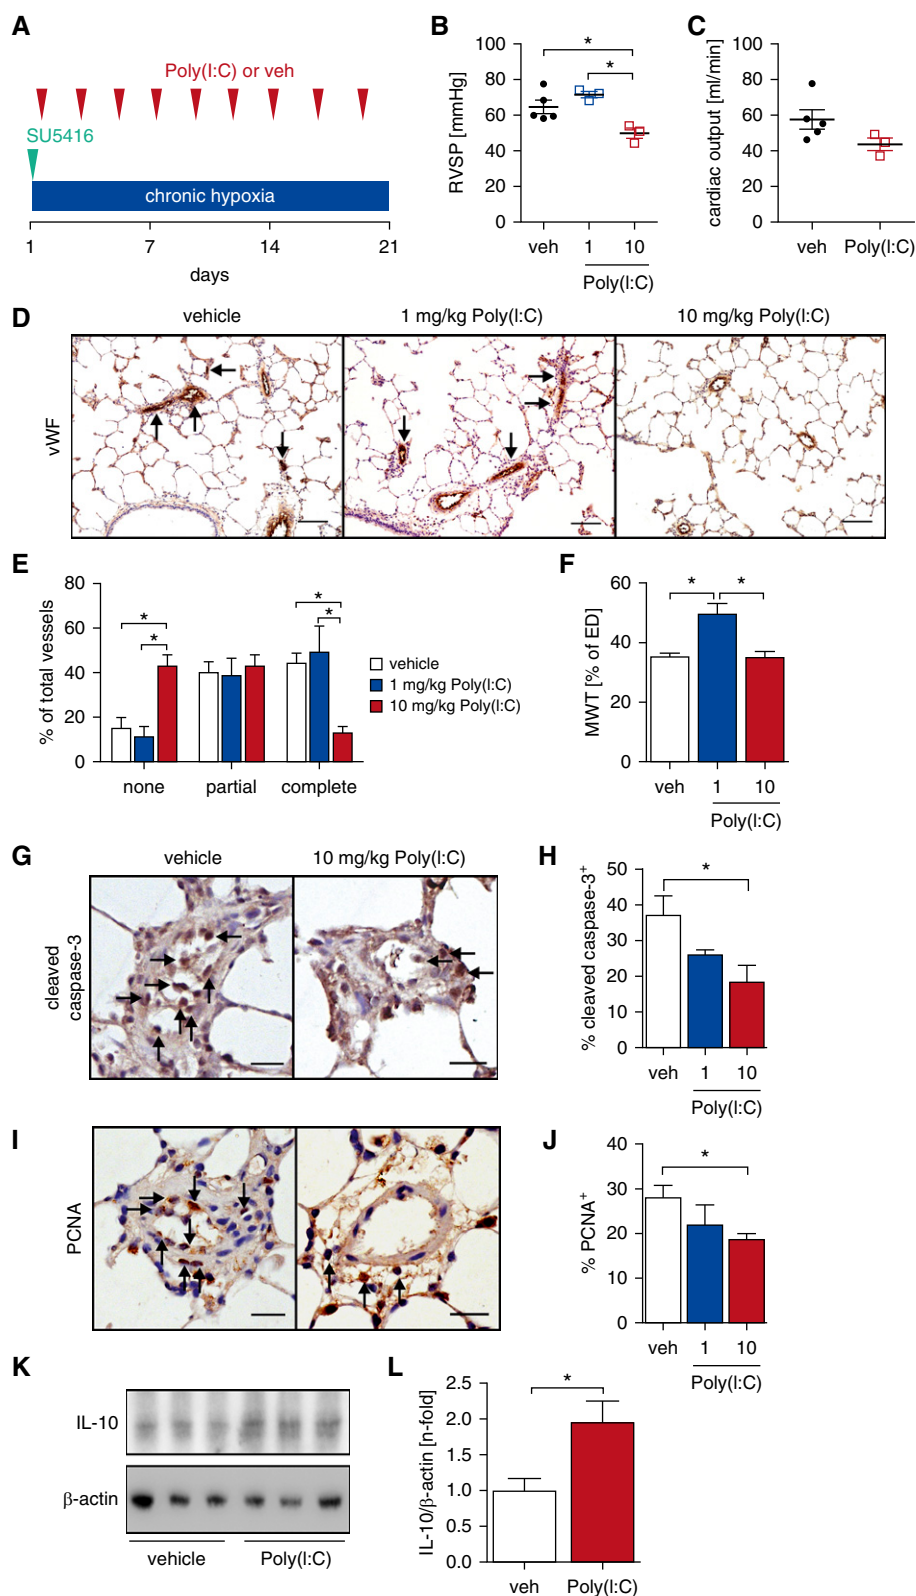 A
Poly(I:C) or veh
SU5416
chronic hypoxia
1 7 14 21
days
B
RVSP [mmHg]
100
80
60
40
20
0
*
*
veh 1 10
Poly(I:C)
C
cardiac output [ml/min]
100
80
60
40
20
0
veh Poly(I:C)
D
vehicle 1 mg/kg Poly(I:C) 10 mg/kg Poly(I:C)
vWF
E
% of total vessels
80
60
40
20
0
*
*
*
*
none partial complete
vehicle
1 mg/kg Poly(I:C)
10 mg/kg Poly(I:C)
F
MWT [% of ED]
60
40
20
0
* *
veh 1 10
Poly(I:C)
G
vehicle 10 mg/kg Poly(I:C)
cleaved
caspase-3
H
% cleaved caspase-3+
50
40
30
20
10
0
*
veh 1 10
Poly(I:C)
I
PCNA
J
% PCNA+
40
30
20
10
0
*
veh 1 10
Poly(I:C)
K
IL-10
β-actin
vehicle Poly(I:C)
L
IL-10/β-actin [n-fold]
2.5
2.0
1.5
1.0
0.5
0.0
*
veh Poly(I:C)